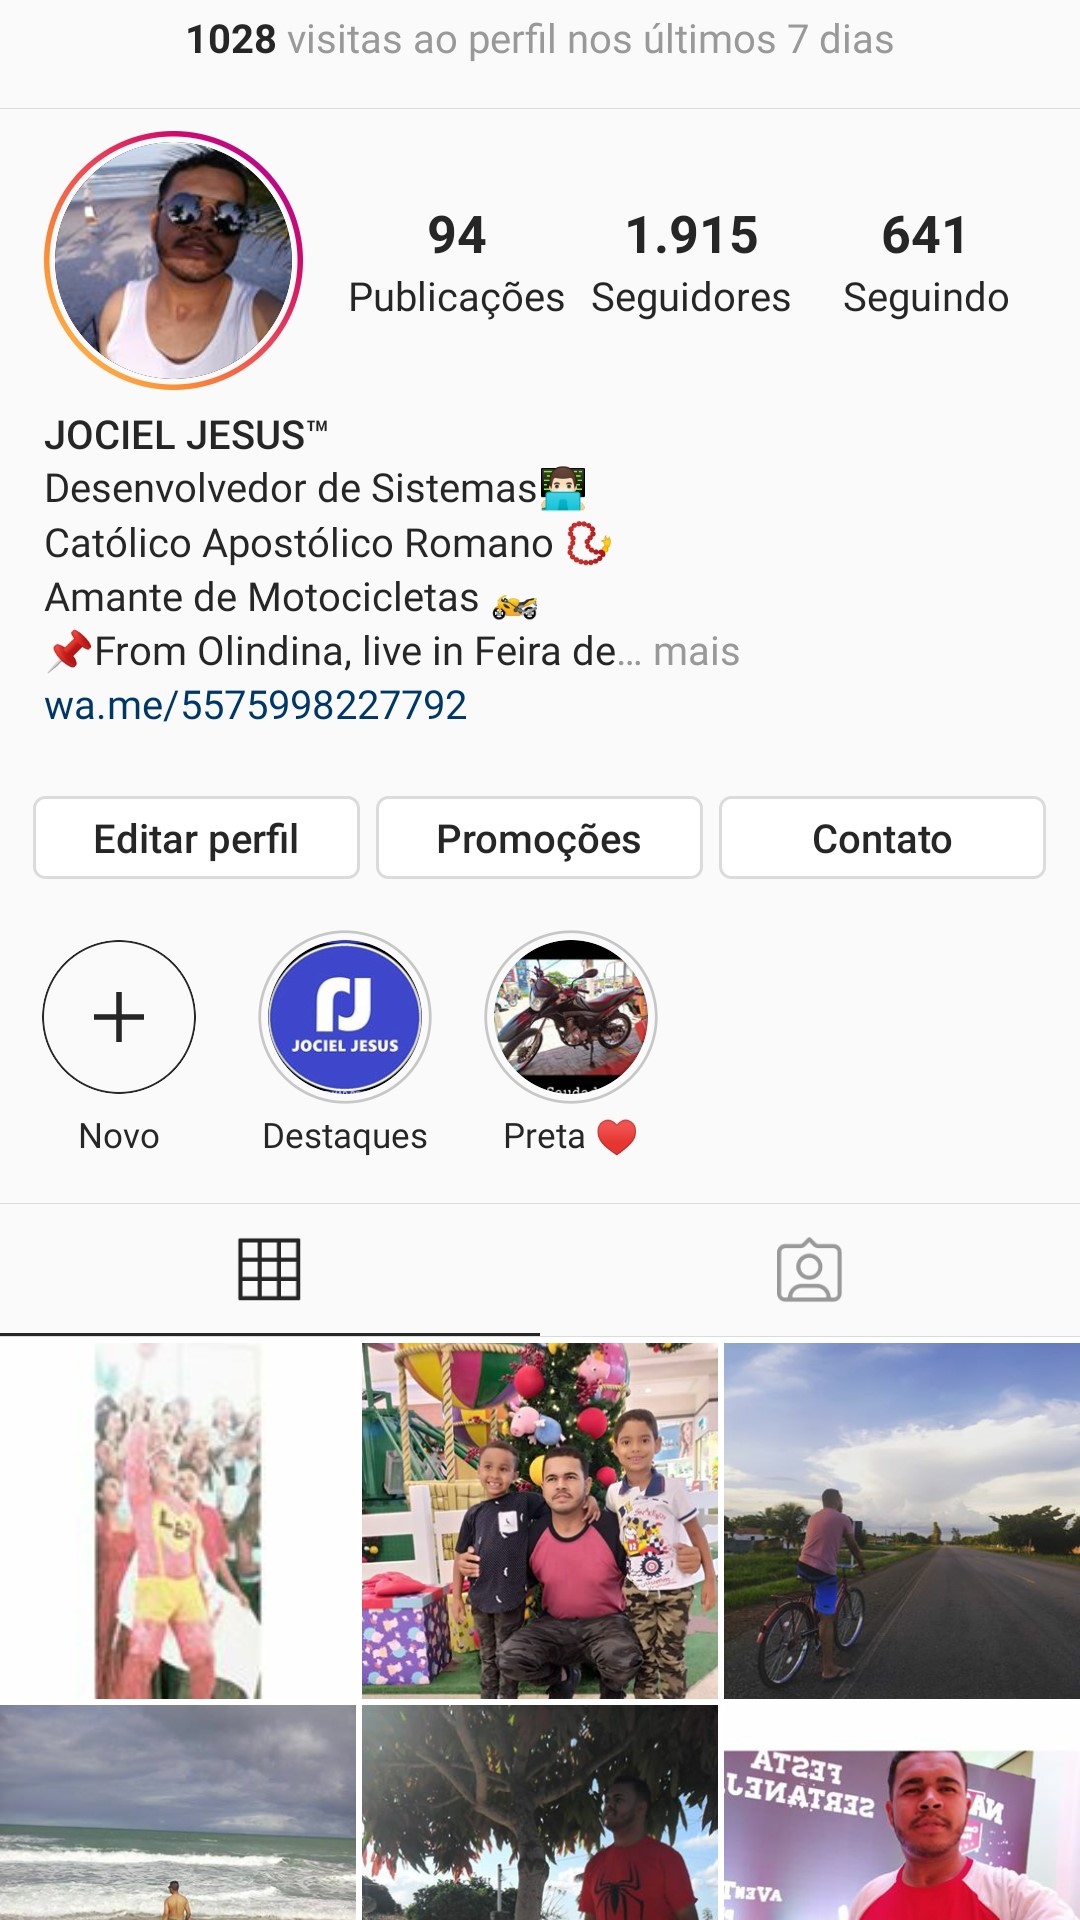 1028 visitas ao perfil nos últimos 7 dias
94 1.915 641
Publicações Seguidores Seguindo
JOCIEL JESUS™
Desenvolvedor de Sistemas👨🏻‍💻
Católico Apostólico Romano 📿
Amante de Motocicletas 🏍
📌From Olindina, live in Feira de... mais
wa.me/5575998227792
Editar perfil Promoções Contato
JOCIEL JESUS
Novo Destaques Preta ♥️
FESTA
SERTANEJ
NA
AVENT